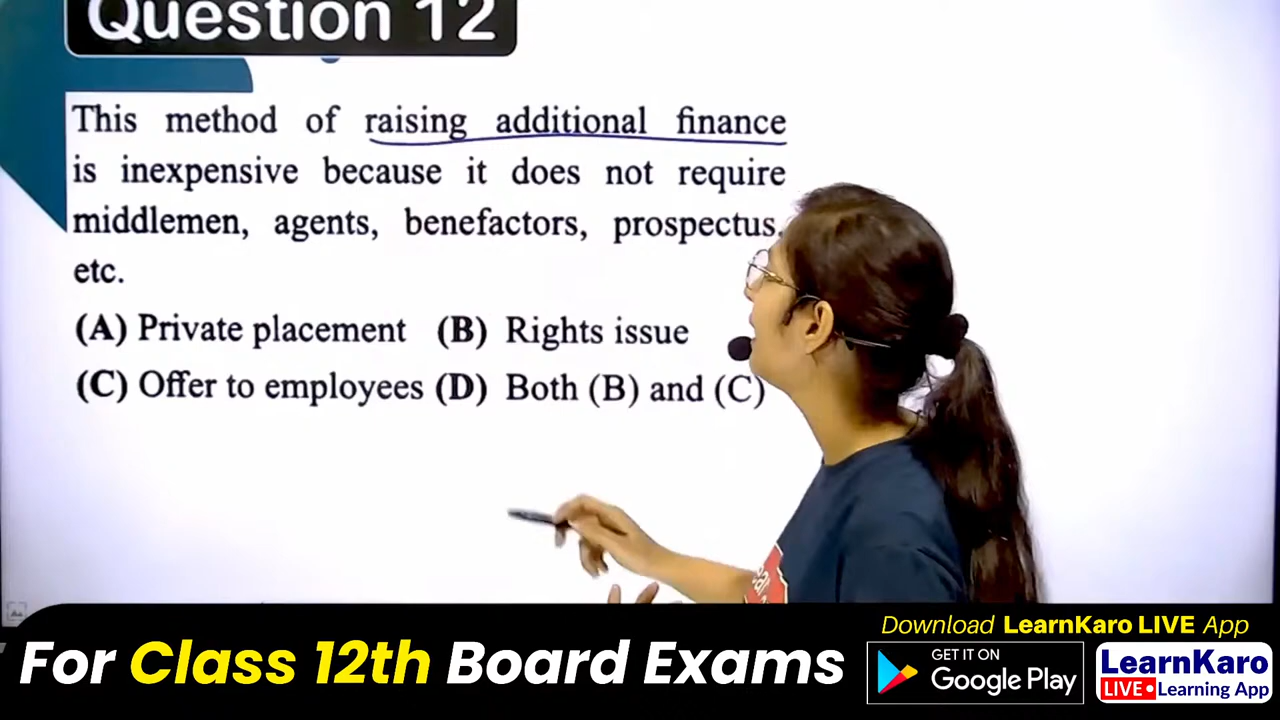 Question 12
This method of raising additional finance
is inexpensive because it does not require
middlemen, agents, benefactors, prospectus,
etc.
(A) Private placement (B) Rights issue
(C) Offer to employees (D) Both (B) and (C)
For Class 12th Board Exams
Download LearnKaro LIVE App
GET IT ON
Google Play
LearnKaro
LIVE Learning App